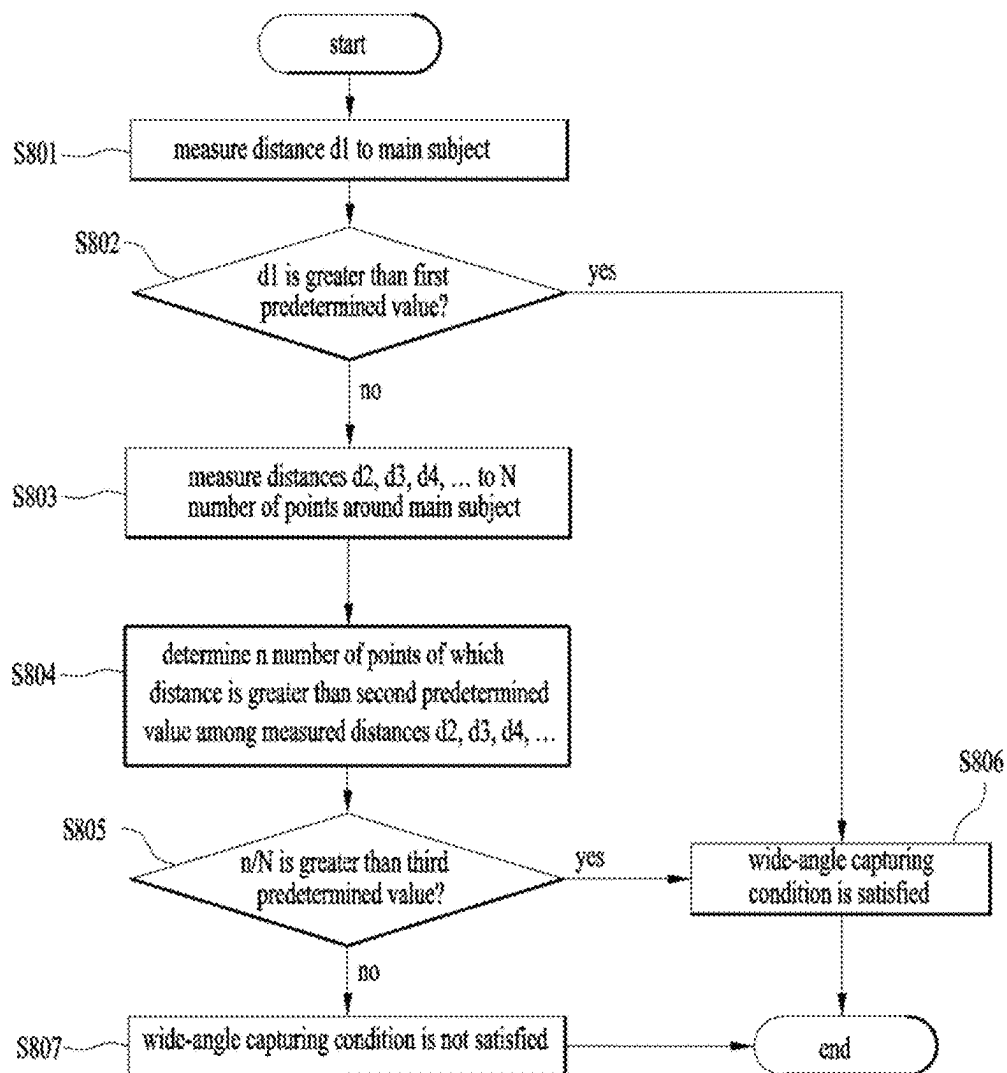 start
S801
measure distance d1 to main subject
S802
d1 is greater than first
predetermined value?
yes
no
S803
measure distances d2, d3, d4, ... to N
number of points around main subject
S804
determine n number of points of which
distance is greater than second predetermined
value among measured distances d2, d3, d4, ...
S805
n/N is greater than third
predetermined value?
yes
S806
wide-angle capturing
condition is satisfied
no
S807
wide-angle capturing condition is not satisfied
end